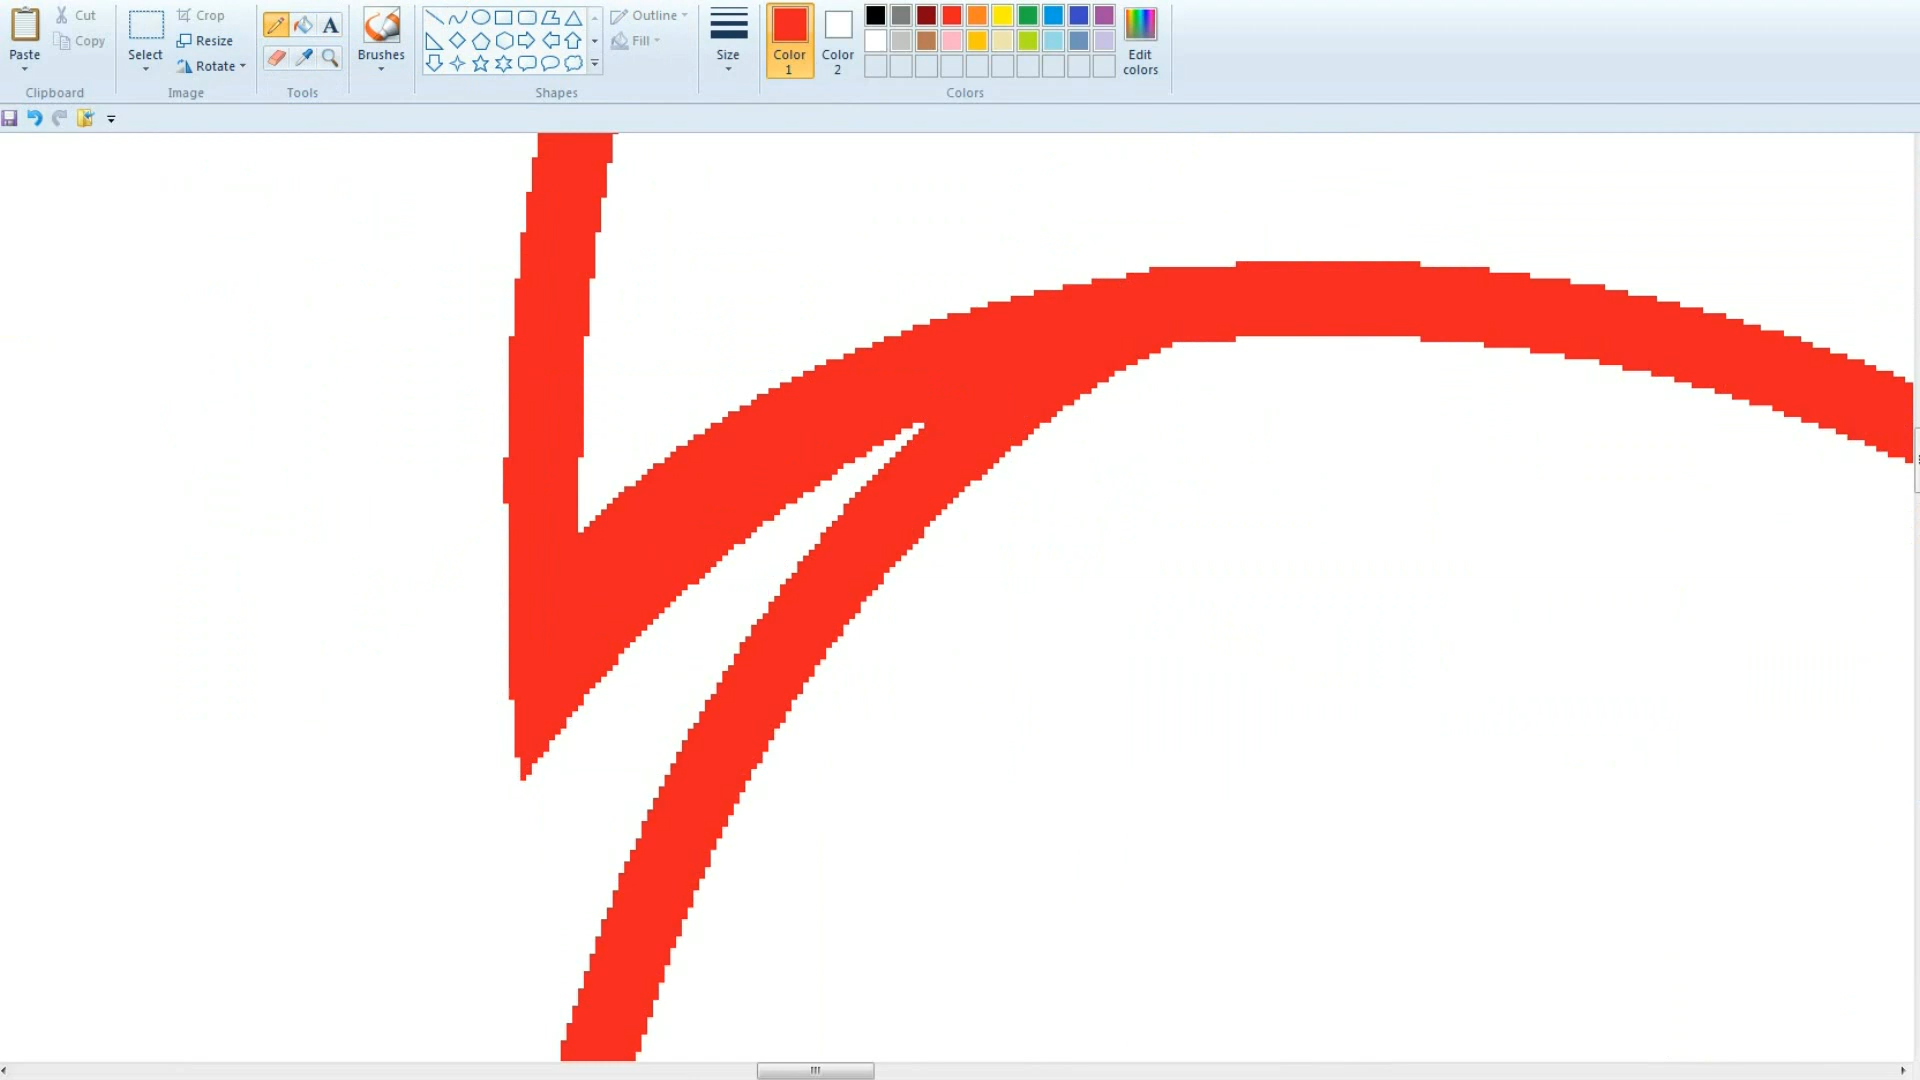 Paste
Cut
Copy
Clipboard
Select
Crop
Resize
Rotate
Image
A
Tools
Brushes
Outline
Fill
Shapes
Size
Color
1
Color
2
Edit
colors
Colors